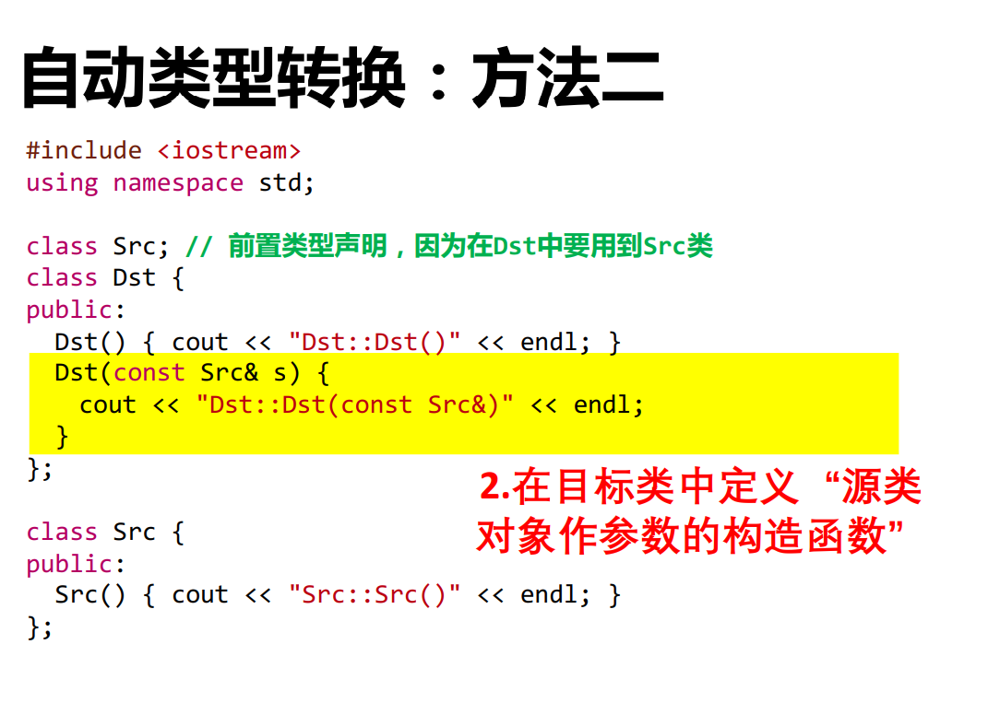 自动类型转换：方法二
#include <iostream>
using namespace std;
class Src; // 前置类型声明，因为在Dst中要用到Src类
class Dst {
public:
  Dst() { cout << "Dst::Dst()" << endl; }
  Dst(const Src& s) {
    cout << "Dst::Dst(const Src&)" << endl;
  }
};
2.在目标类中定义 “源类
对象作参数的构造函数”
class Src {
public:
  Src() { cout << "Src::Src()" << endl; }
};